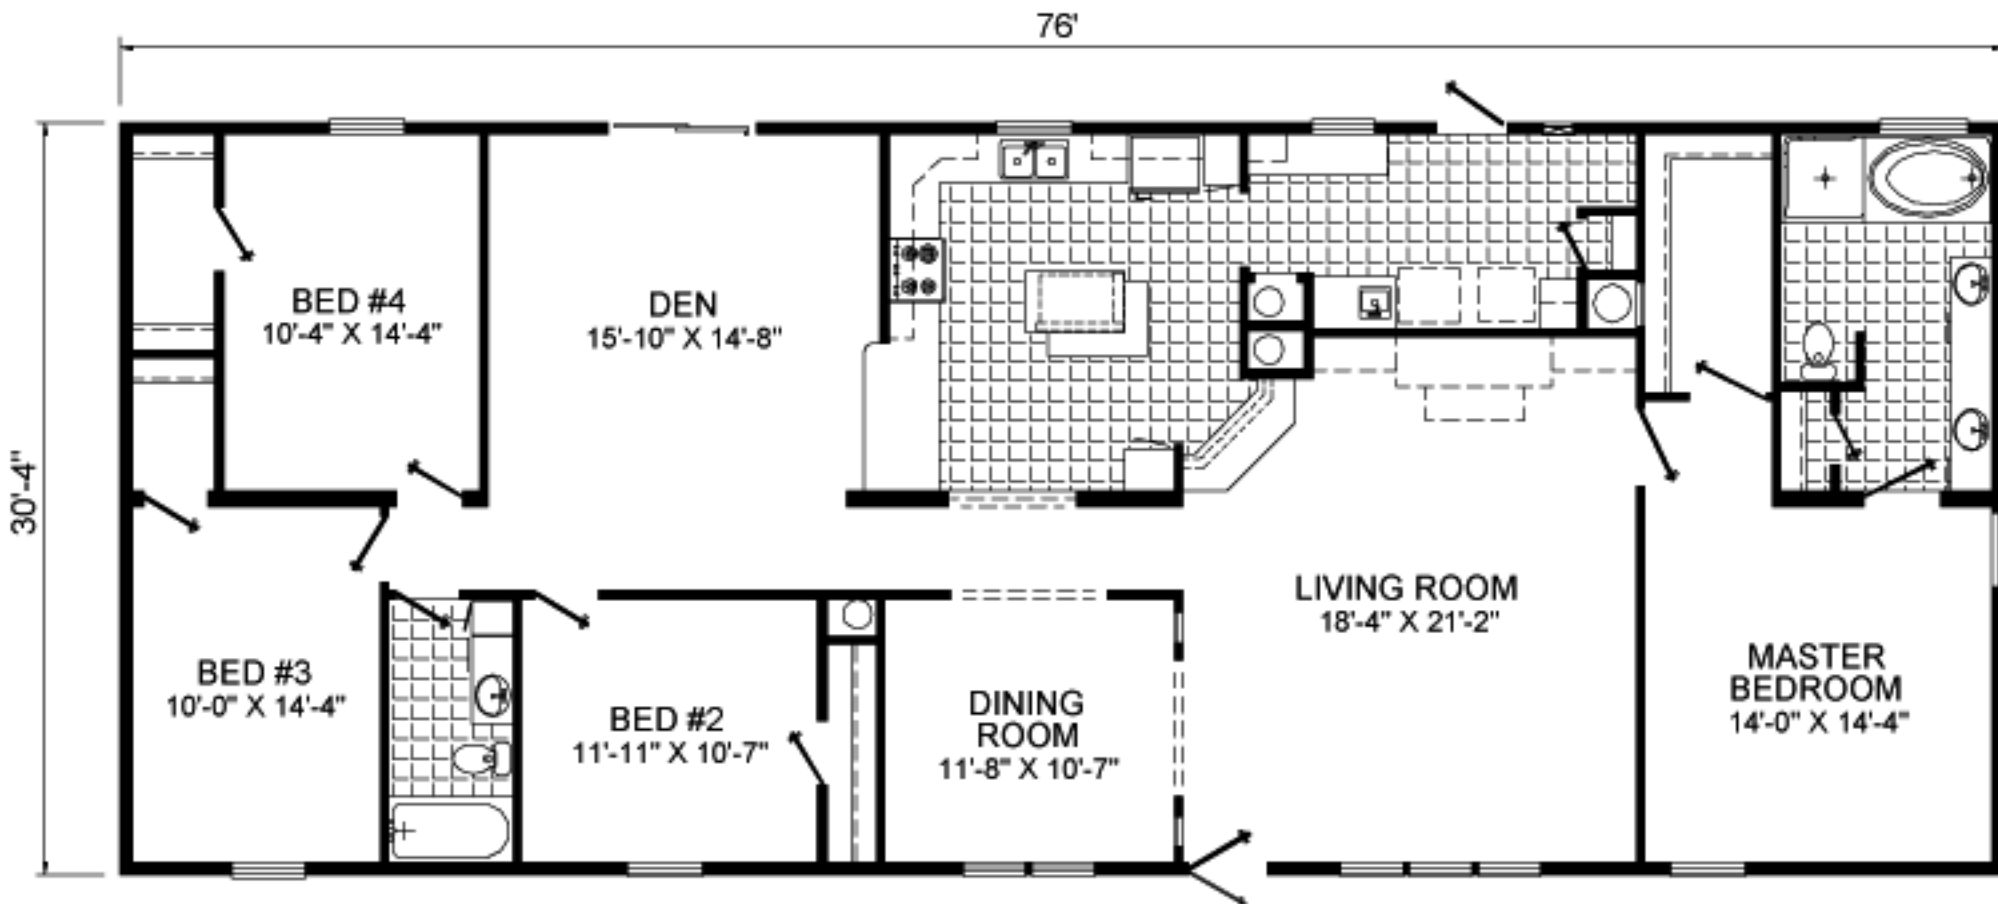 76'
30'-4"
BED #4
10'-4" X 14'-4"
DEN
15'-10" X 14'-8"
LIVING ROOM
18'-4" X 21'-2"
BED #3
10'-0" X 14'-4"
BED #2
11'-11" X 10'-7"
DINING
ROOM
11'-8" X 10'-7"
MASTER
BEDROOM
14'-0" X 14'-4"